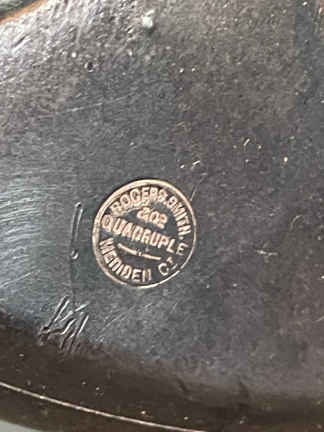 ROGERS. SMITH.
& CO.
QUADRUPLE
MERIDEN CT.